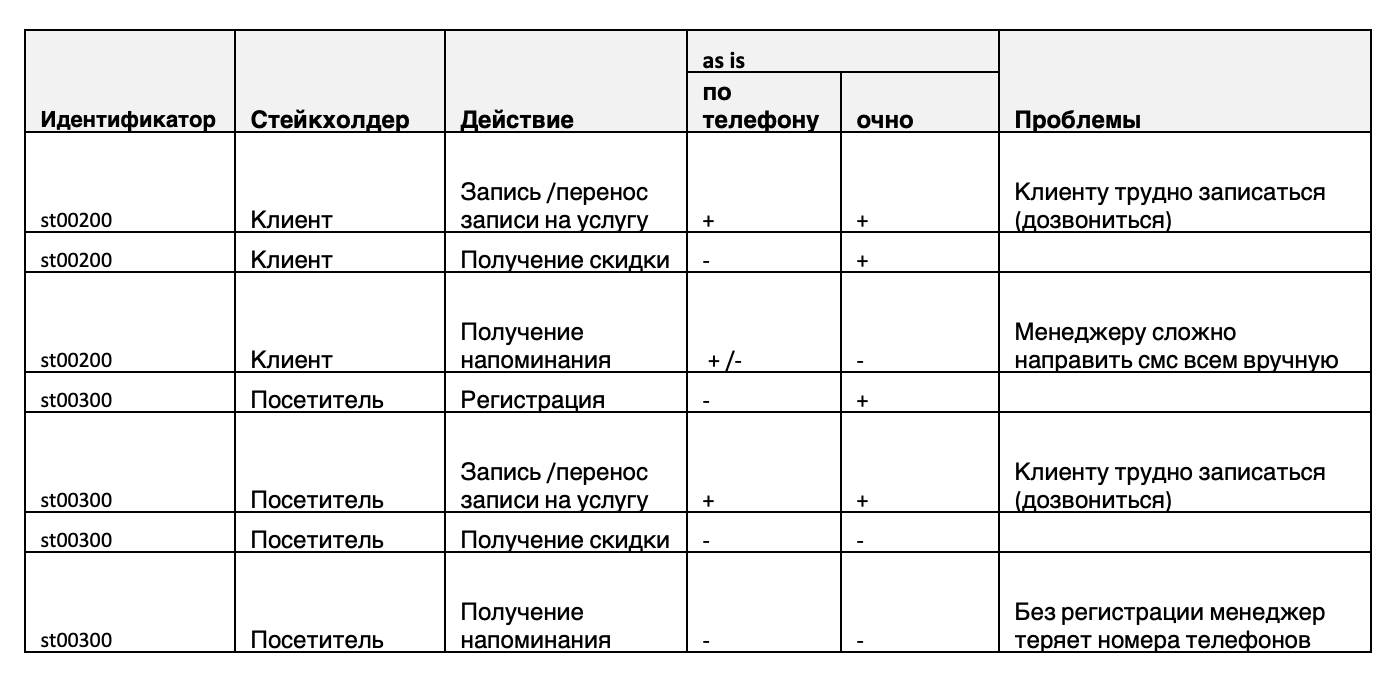 as is
Идентификатор Стейкхолдер Действие по телефону очно Проблемы
st00200 Клиент Запись /перенос записи на услугу + + Клиенту трудно записаться (дозвониться)
st00200 Клиент Получение скидки - +
st00200 Клиент Получение напоминания + /- - Менеджеру сложно направить смс всем вручную
st00300 Посетитель Регистрация - +
st00300 Посетитель Запись /перенос записи на услугу + + Клиенту трудно записаться (дозвониться)
st00300 Посетитель Получение скидки - -
st00300 Посетитель Получение напоминания - - Без регистрации менеджер теряет номера телефонов